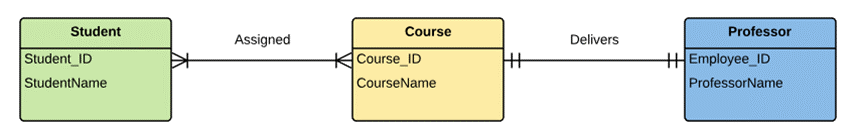 Student
Student_ID
StudentName
Assigned
Course
Course_ID
CourseName
Delivers
Professor
Employee_ID
ProfessorName